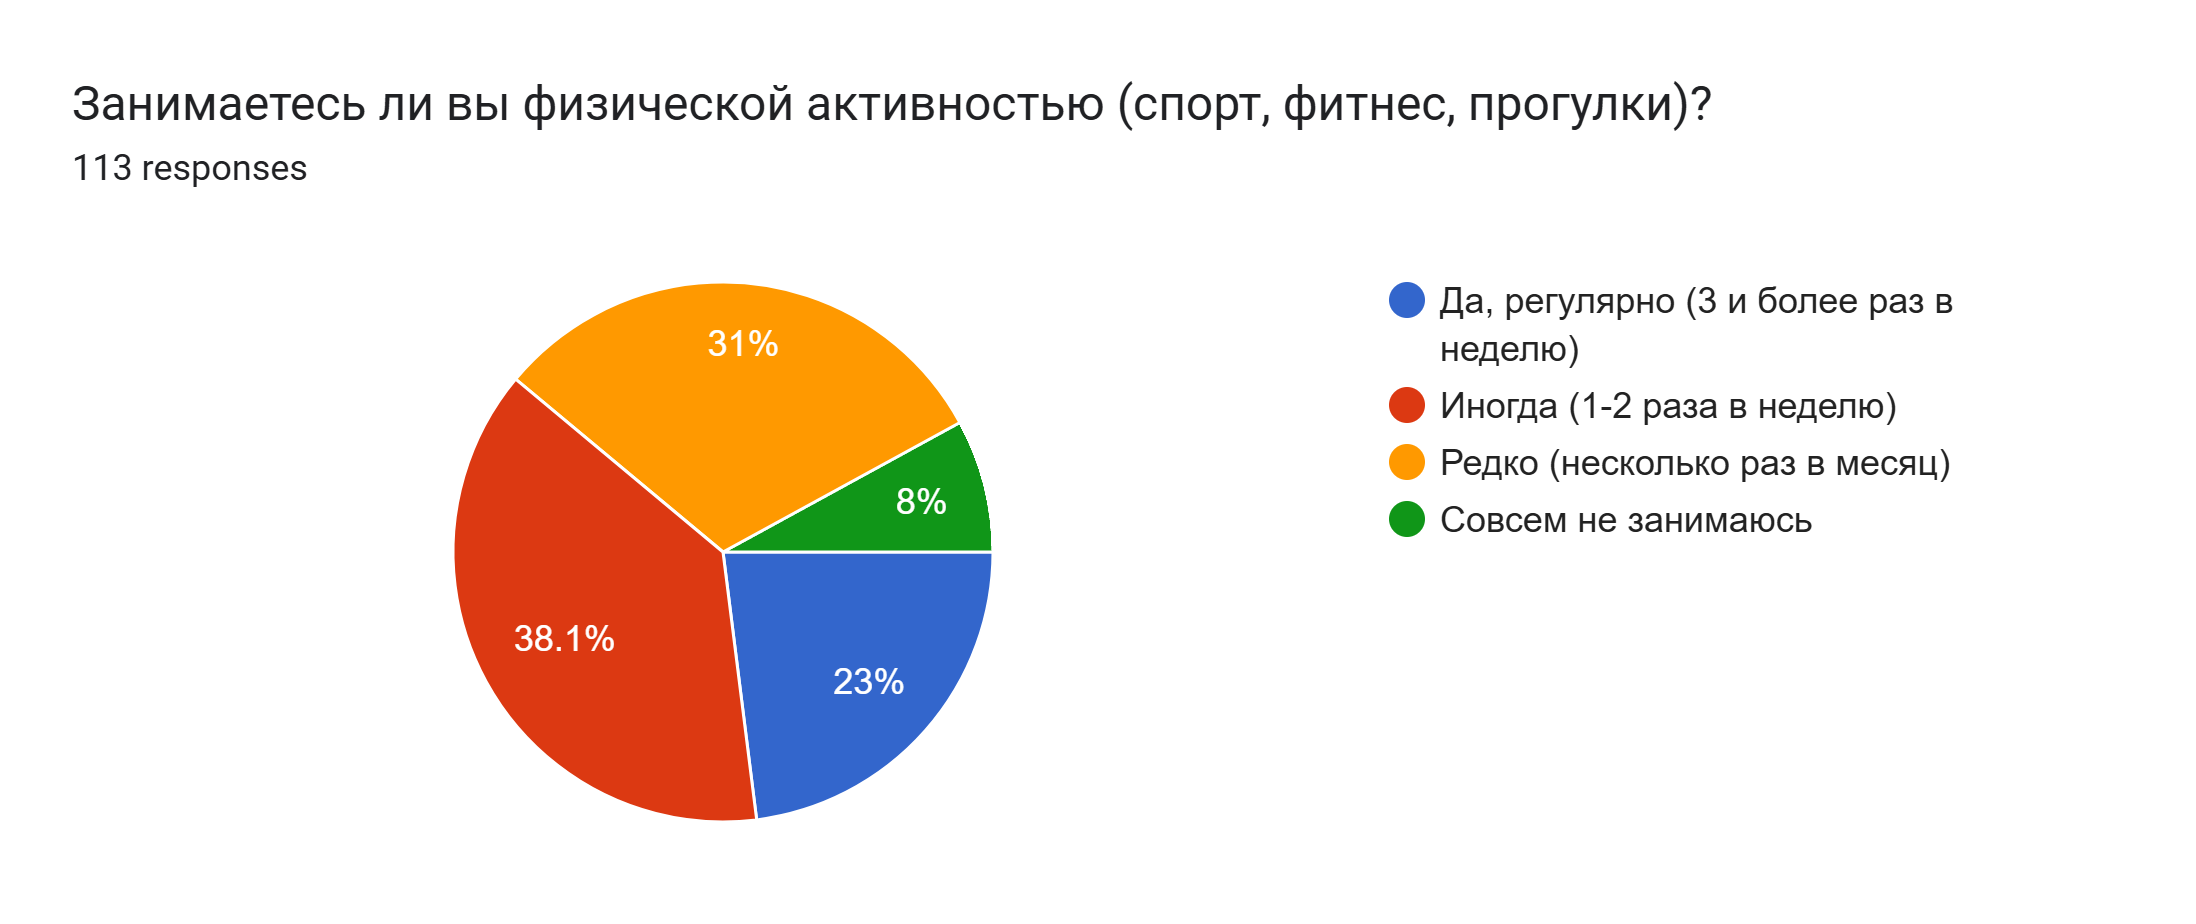 Занимаетесь ли вы физической активностью (спорт, фитнес, прогулки)?
113 responses
31%
8%
38.1%
23%
Да, регулярно (3 и более раз в
неделю)
Иногда (1-2 раза в неделю)
Редко (несколько раз в месяц)
Совсем не занимаюсь